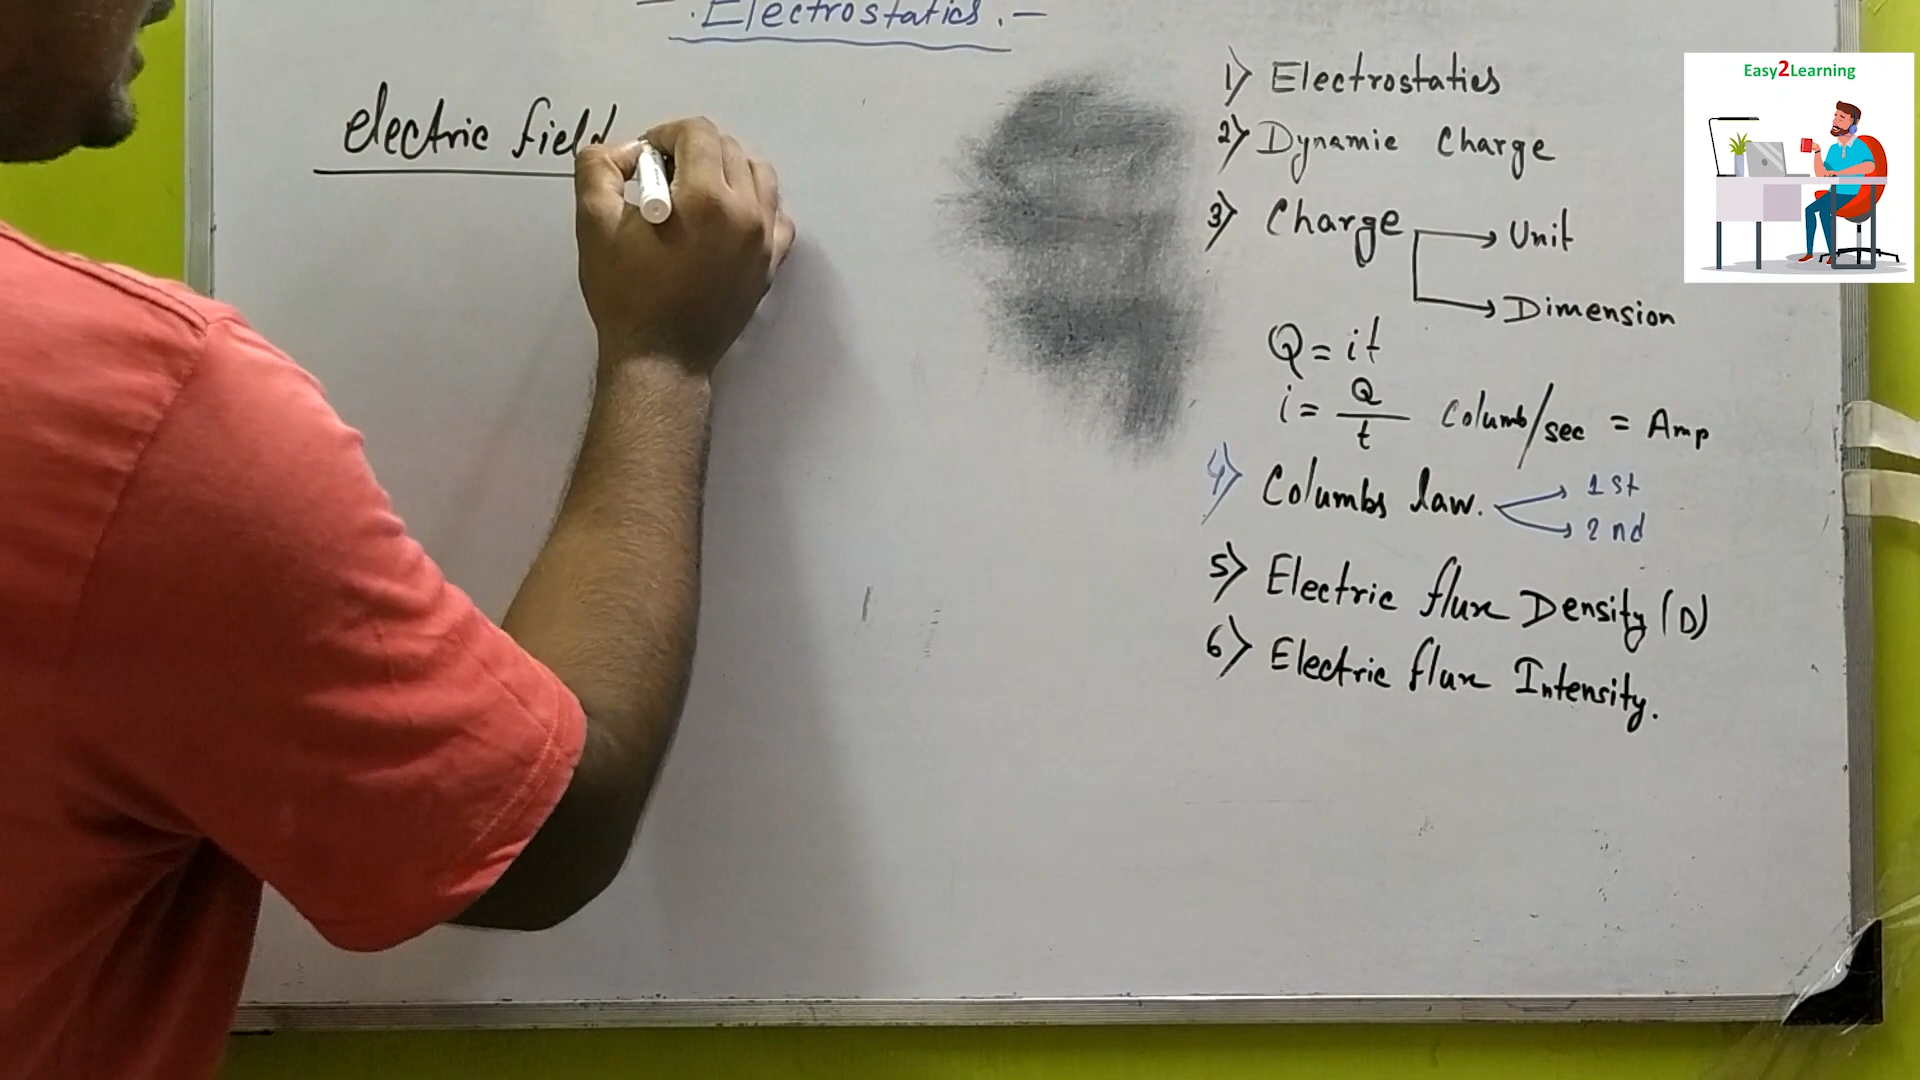 - . Electrostatics . -
electric field
1) Electrostatics
2) Dynamic Charge
3) Charge → Unit
→ Dimension
Q = it
i = Q/t Columb/sec = Amp
4) Columbs law. → 1st
→ 2nd
5) Electric flux Density (D)
6) Electric flux Intensity.
Easy2Learning